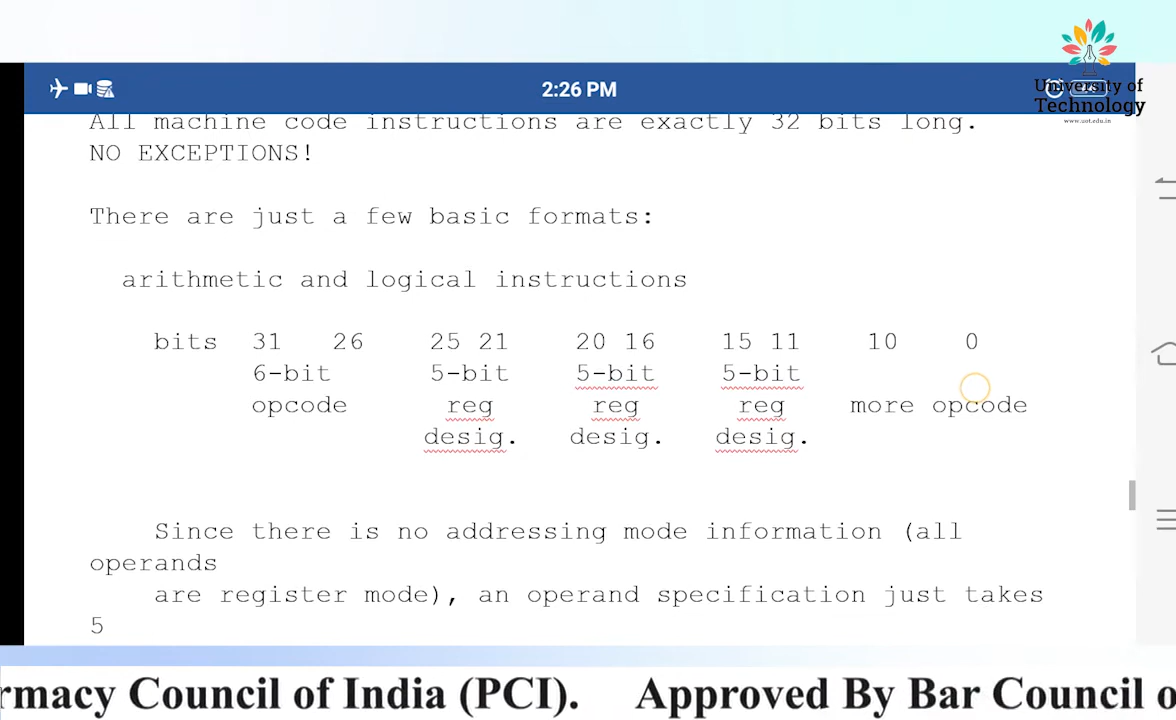 2:26 PM
University of
Technology
www.uot.edu.in
All machine code instructions are exactly 32 bits long.
NO EXCEPTIONS!
There are just a few basic formats:
arithmetic and logical instructions
bits 31 26 25 21 20 16 15 11 10 0
6-bit 5-bit 5-bit 5-bit
opcode reg reg reg more opcode
desig. desig. desig.
Since there is no addressing mode information (all
operands
are register mode), an operand specification just takes
5
rmacy Council of India (PCI). Approved By Bar Council o